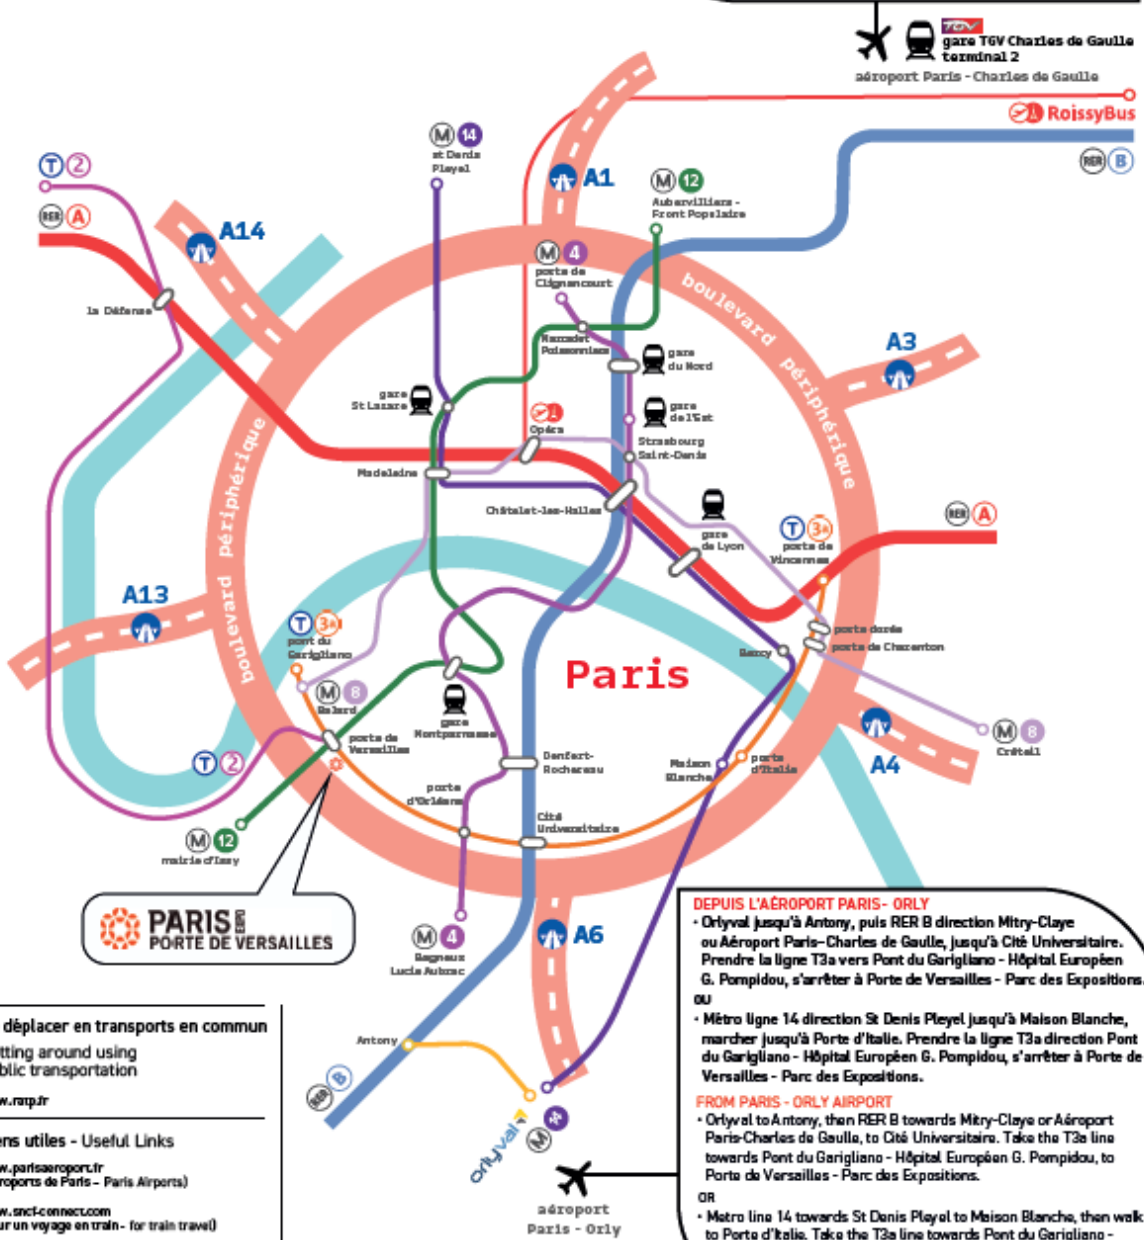 TGV
gare TGV Charles de Gaulle
terminal 2
aéroport Paris - Charles de Gaulle
RoissyBus
RER B
M 14
st Denis
Pleyel
T 2
RER A
A14
A1
M 12
Aubervilliers -
Front Populaire
M 4
porte de
Clignancourt
boulevard périphérique
la Défense
Marcadet
Poissonniers
gare
du Nord
A3
gare
St Lazare
gare
de l'Est
Opéra
Strasbourg
Saint-Denis
boulevard périphérique
Madeleine
Châtelet-les-Halles
gare
de Lyon
T 3a
porte de
Vincennes
RER A
A13
T 3a
pont du
Garigliano
porte dorée
porte de Charenton
Bercy
Paris
M 8
Balard
gare
Montparnasse
porte de
Versailles
M 8
Créteil
A4
T 2
Denfert-
Rochereau
Maison
Blanche
porte
d'Italie
porte
d'Orléans
Cité
Universitaire
M 12
mairie d'Issy
PARIS EXPO
PORTE DE VERSAILLES
M 4
Bagneux
Lucie Aubrac
A6
Antony
RER B
orlyval
M 14
aéroport
Paris - Orly
déplacer en transports en commun
tting around using
blic transportation
w.ratp.fr
ens utiles - Useful Links
w.parisaeroport.fr
roports de Paris - Paris Airports)
w.sncf-connect.com
ur un voyage en train - for train travel)
DEPUIS L'AÉROPORT PARIS- ORLY
• Orlyval jusqu'à Antony, puis RER B direction Mitry-Claye
ou Aéroport Paris-Charles de Gaulle, jusqu'à Cité Universitaire.
Prendre la ligne T3a vers Pont du Garigliano - Hôpital Européen
G. Pompidou, s'arrêter à Porte de Versailles - Parc des Expositions.
OU
• Métro ligne 14 direction St Denis Pleyel jusqu'à Maison Blanche,
marcher jusqu'à Porte d'Italie. Prendre la ligne T3a direction Pont
du Garigliano - Hôpital Européen G. Pompidou, s'arrêter à Porte de
Versailles - Parc des Expositions.
FROM PARIS - ORLY AIRPORT
• Orlyval to Antony, then RER B towards Mitry-Claye or Aéroport
Paris-Charles de Gaulle, to Cité Universitaire. Take the T3a line
towards Pont du Garigliano - Hôpital Européen G. Pompidou, to
Porte de Versailles - Parc des Expositions.
OR
• Metro line 14 towards St Denis Pleyel to Maison Blanche, then walk
to Porte d'Italie. Take the T3a line towards Pont du Garigliano -